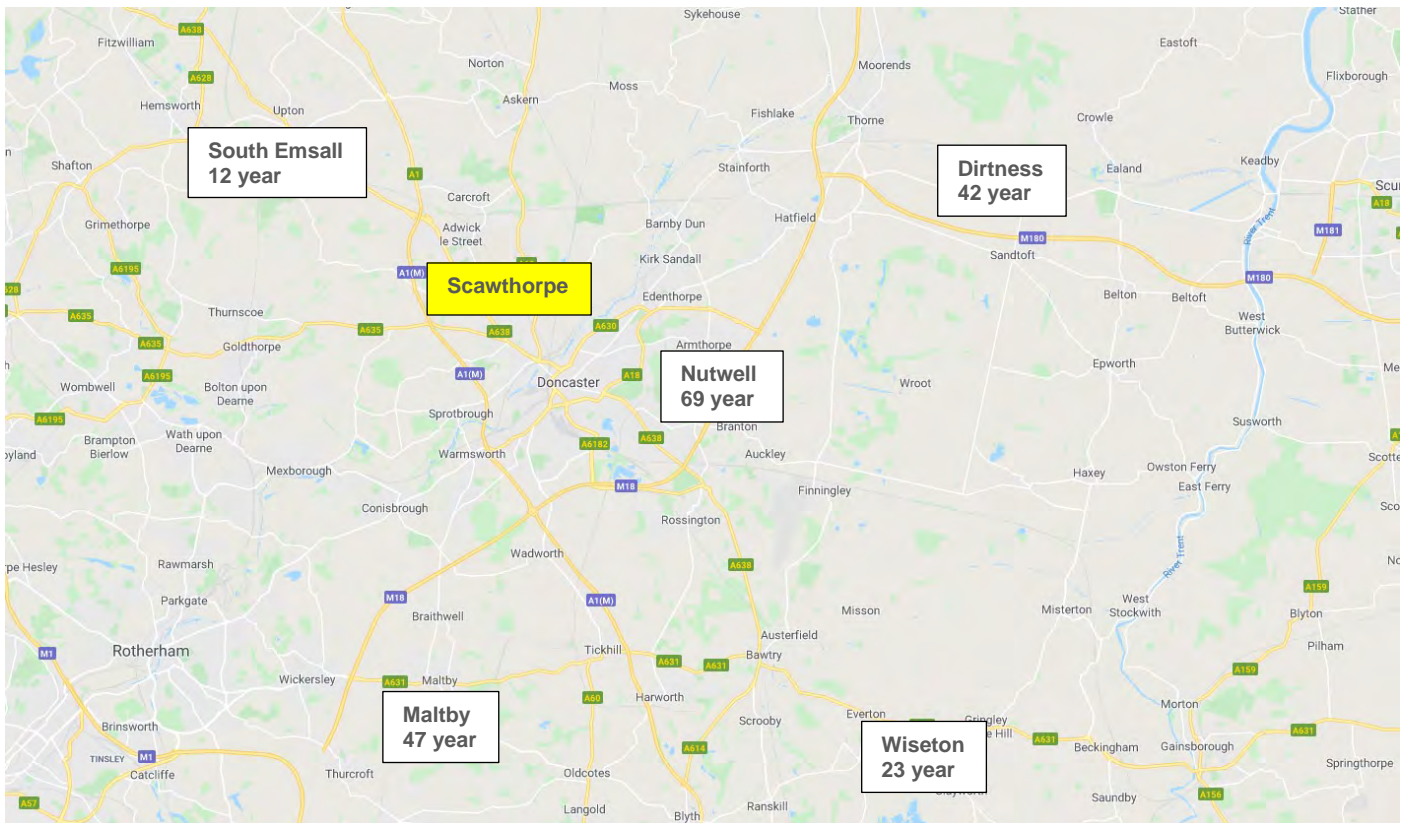 Sykehouse
Stather
A638
Fitzwilliam
Eastoft
Norton
Moorends
Flixborough
A628
Moss
Askern
Hemsworth
Upton
Fishlake
Thorne
Crowle
South Emsall
12 year
Dirtness
42 year
Shafton
A1
Stainforth
Ealand
Keadby
Carcroft
A18
Grimethorpe
Adwick
le Street
Barnby Dun
Hatfield
River Trent
M181
M180
Sandtoft
Kirk Sandall
A6195
A1(M)
M180
Scawthorpe
Edenthorpe
Belton
Beltoft
Thurnscoe
A635
A635
A638
A630
West
Butterwick
A635
Goldthorpe
Armthorpe
Nutwell
69 year
Epworth
A6195
A1(M)
Doncaster
A18
Wroot
Wombwell
Bolton upon
Dearne
Sprotbrough
A6195
Susworth
Branton
Brampton
Bierlow
Wath upon
Dearne
A6182
A638
Warmsworth
Auckley
Mexborough
Haxey
Owston Ferry
East Ferry
M18
Finningley
Conisbrough
Rossington
Wadworth
River Trent
Rawmarsh
A638
A159
M18
A1(M)
Parkgate
Braithwell
Misson
Misterton
West
Stockwith
Blyton
Austerfield
Rotherham
M1
Tickhill
Bawtry
Pilham
A631
A631
A159
Wickersley
A631
Maltby
Maltby
47 year
A60
Harworth
Morton
Everton
Scrooby
Gringley
Brinsworth
Wiseton
23 year
A631
A631
A614
Beckingham
Gainsborough
TINSLEY
M1
Catcliffe
Thurcroft
Oldcotes
Springthorpe
A57
Langold
Blyth
Ranskill
Saundby
A156